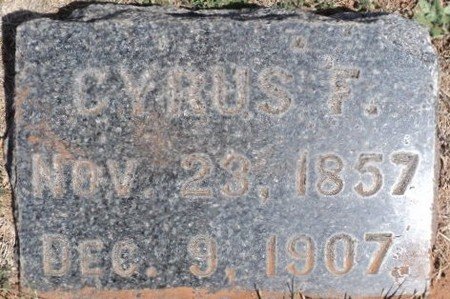 CYRUS F.
NOV. 23, 1857
DEC. 9, 1907.